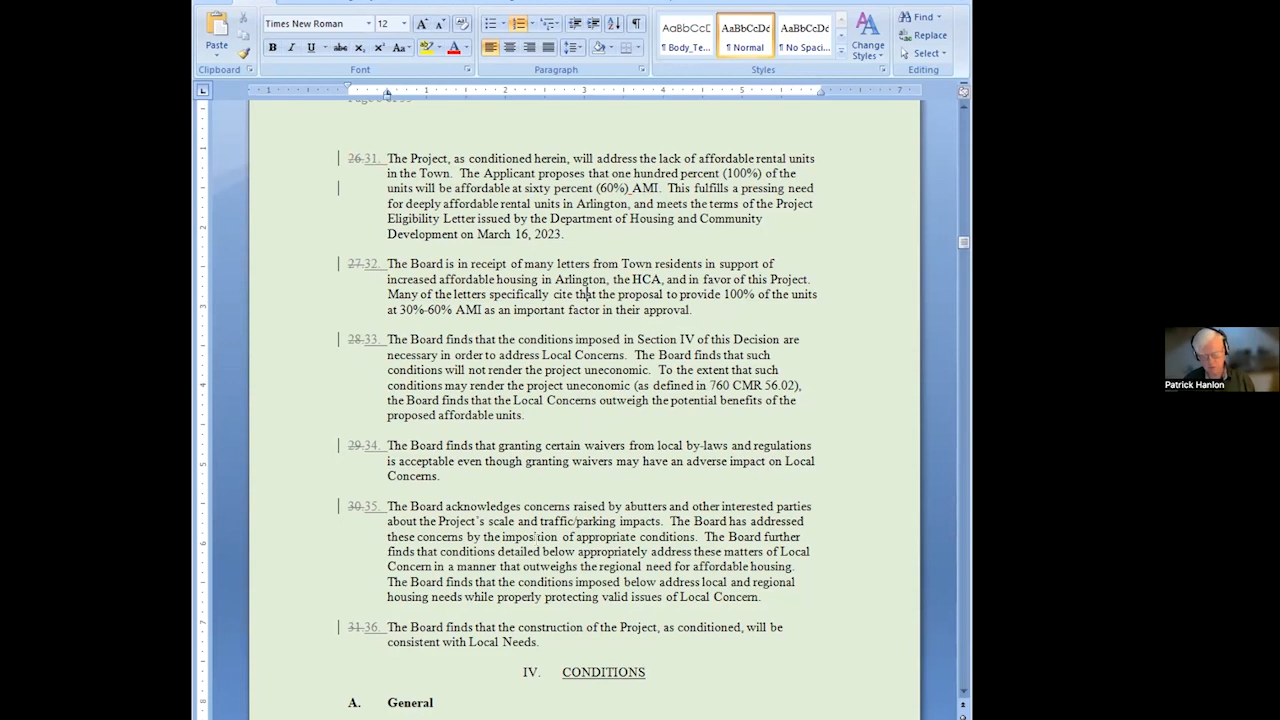 Times New Roman 12 Find
Paste Replace
B I U abc x₂ x² Aa AaBbCcDc AaBbCcDc AaBbCcDc
¶ Body_Te... ¶ Normal ¶ No Spaci... Change Styles Select
Clipboard Font Paragraph Styles Editing
1 1 2 3 4 5 7
26.31. The Project, as conditioned herein, will address the lack of affordable rental units
in the Town. The Applicant proposes that one hundred percent (100%) of the
units will be affordable at sixty percent (60%) AMI. This fulfills a pressing need
for deeply affordable rental units in Arlington, and meets the terms of the Project
Eligibility Letter issued by the Department of Housing and Community
Development on March 16, 2023.
27.32. The Board is in receipt of many letters from Town residents in support of
increased affordable housing in Arlington, the HCA, and in favor of this Project.
Many of the letters specifically cite that the proposal to provide 100% of the units
at 30%-60% AMI as an important factor in their approval.
28.33. The Board finds that the conditions imposed in Section IV of this Decision are
necessary in order to address Local Concerns. The Board finds that such
conditions will not render the project uneconomic. To the extent that such
conditions may render the project uneconomic (as defined in 760 CMR 56.02),
the Board finds that the Local Concerns outweigh the potential benefits of the
proposed affordable units.
29.34. The Board finds that granting certain waivers from local by-laws and regulations
is acceptable even though granting waivers may have an adverse impact on Local
Concerns.
30.35. The Board acknowledges concerns raised by abutters and other interested parties
about the Project's scale and traffic/parking impacts. The Board has addressed
these concerns by the imposition of appropriate conditions. The Board further
finds that conditions detailed below appropriately address these matters of Local
Concern in a manner that outweighs the regional need for affordable housing.
The Board finds that the conditions imposed below address local and regional
housing needs while properly protecting valid issues of Local Concern.
31.36. The Board finds that the construction of the Project, as conditioned, will be
consistent with Local Needs.
IV. CONDITIONS
A. General
Patrick Hanlon